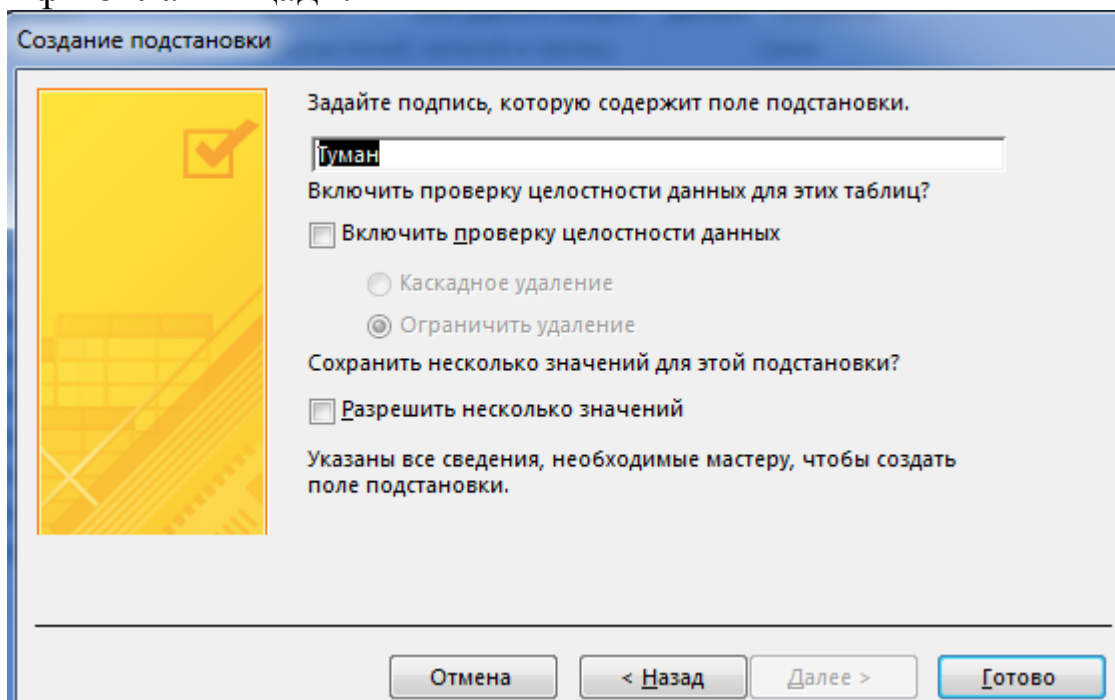 Создание подстановки
Задайте подпись, которую содержит поле подстановки.
Туман
Включить проверку целостности данных для этих таблиц?
Включить проверку целостности данных
Каскадное удаление
Ограничить удаление
Сохранить несколько значений для этой подстановки?
Разрешить несколько значений
Указаны все сведения, необходимые мастеру, чтобы создать
поле подстановки.
Отмена
< Назад
Далее >
Готово